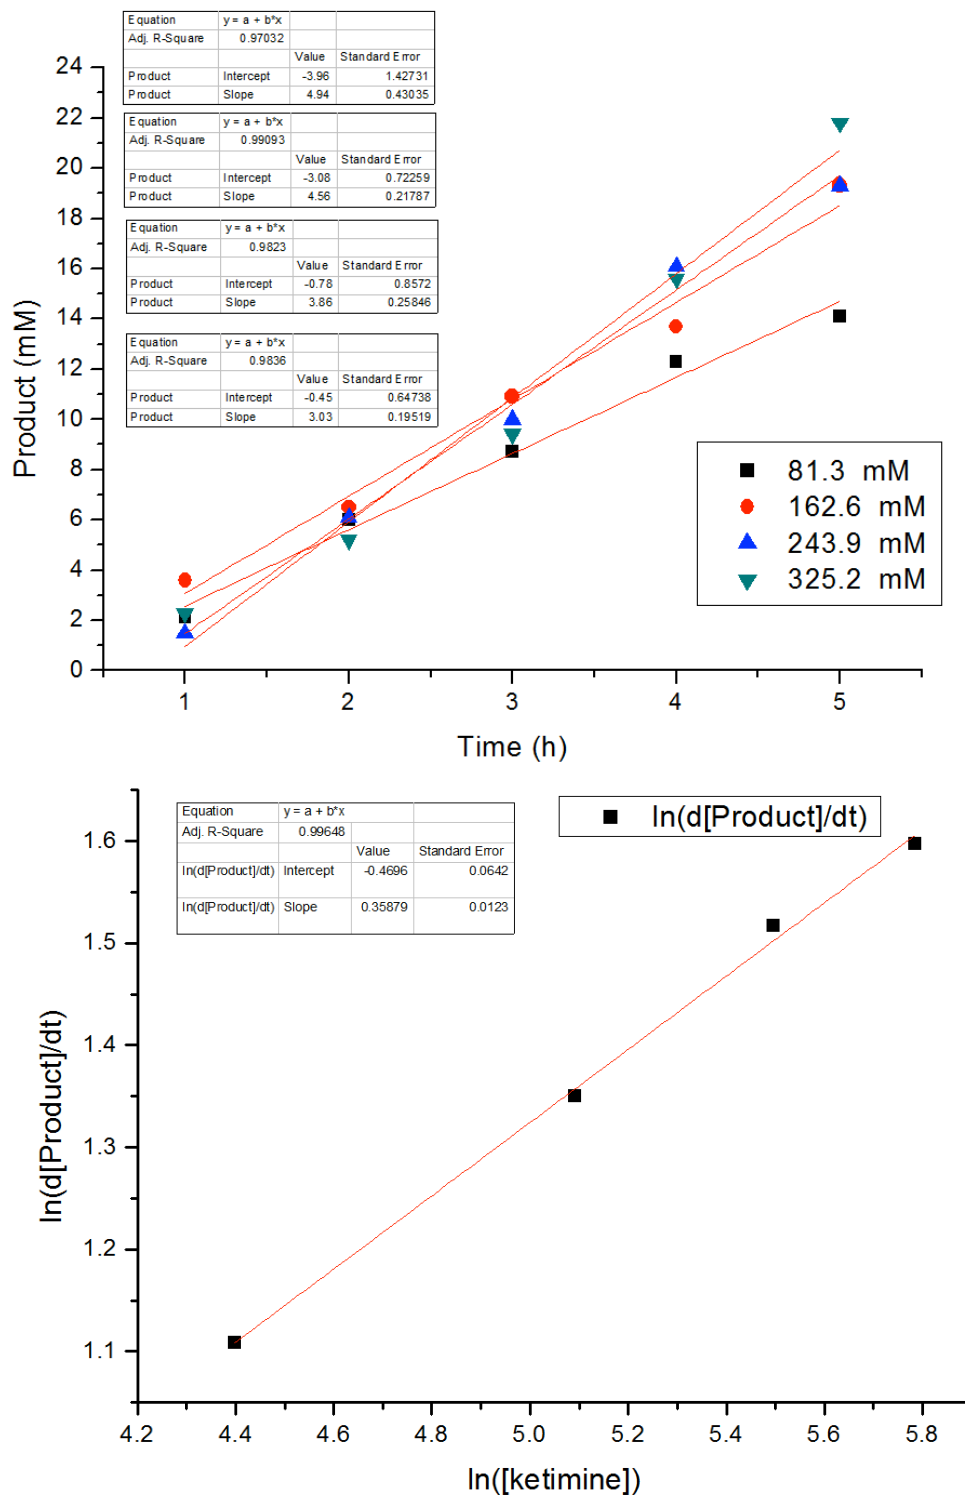 Equation y = a + b*x
Adj. R-Square 0.97032
Value Standard Error
Product Intercept -3.96 1.42731
Product Slope 4.94 0.43035
Equation y = a + b*x
Adj. R-Square 0.99093
Value Standard Error
Product Intercept -3.08 0.72259
Product Slope 4.56 0.21787
Equation y = a + b*x
Adj. R-Square 0.9823
Value Standard Error
Product Intercept -0.78 0.8572
Product Slope 3.86 0.25846
Equation y = a + b*x
Adj. R-Square 0.9836
Value Standard Error
Product Intercept -0.45 0.64738
Product Slope 3.03 0.19519
24
22
20
18
16
14
12
10
8
6
4
2
0
Product (mM)
81.3 mM
162.6 mM
243.9 mM
325.2 mM
1 2 3 4 5
Time (h)
Equation y = a + b*x
Adj. R-Square 0.99648
Value Standard Error
ln(d[Product]/dt) Intercept -0.4696 0.0642
ln(d[Product]/dt) Slope 0.35879 0.0123
ln(d[Product]/dt)
1.6
1.5
1.4
1.3
1.2
1.1
ln(d[Product]/dt)
4.2 4.4 4.6 4.8 5.0 5.2 5.4 5.6 5.8
ln([ketimine])